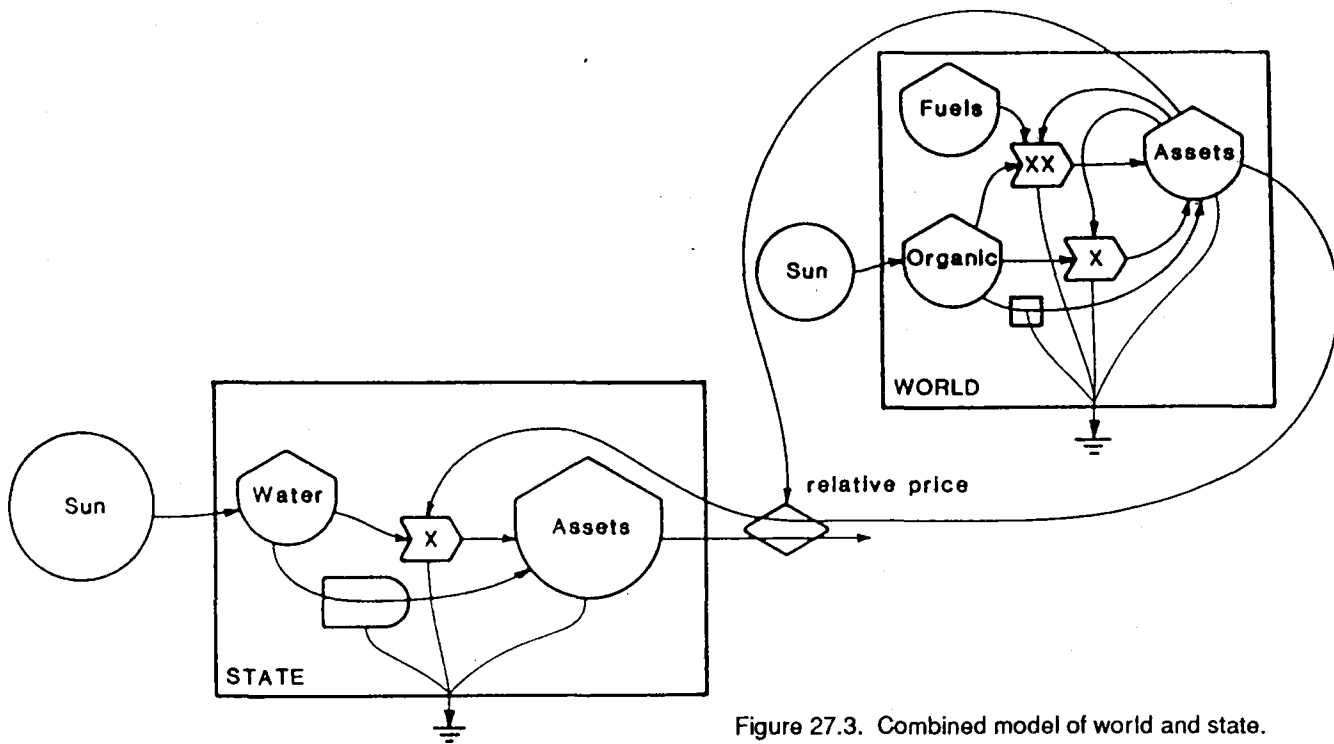 Fuels
Assets
XX
Sun
Organic
X
WORLD
relative price
Sun
Water
X
Assets
STATE
Figure 27.3. Combined model of world and state.